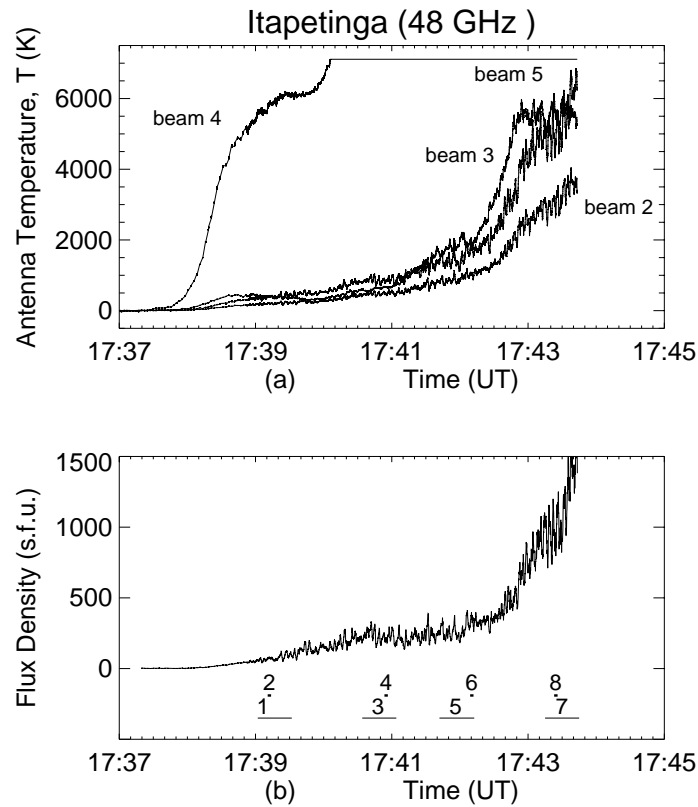 Itapetinga (48 GHz )
Antenna Temperature, T (K)
6000
4000
2000
0
beam 4
beam 5
beam 3
beam 2
17:37 17:39 17:41 17:43 17:45
(a) Time (UT)
Flux Density (s.f.u.)
1500
1000
500
0
2 4 6 8
1 3 5 7
17:37 17:39 17:41 17:43 17:45
(b) Time (UT)